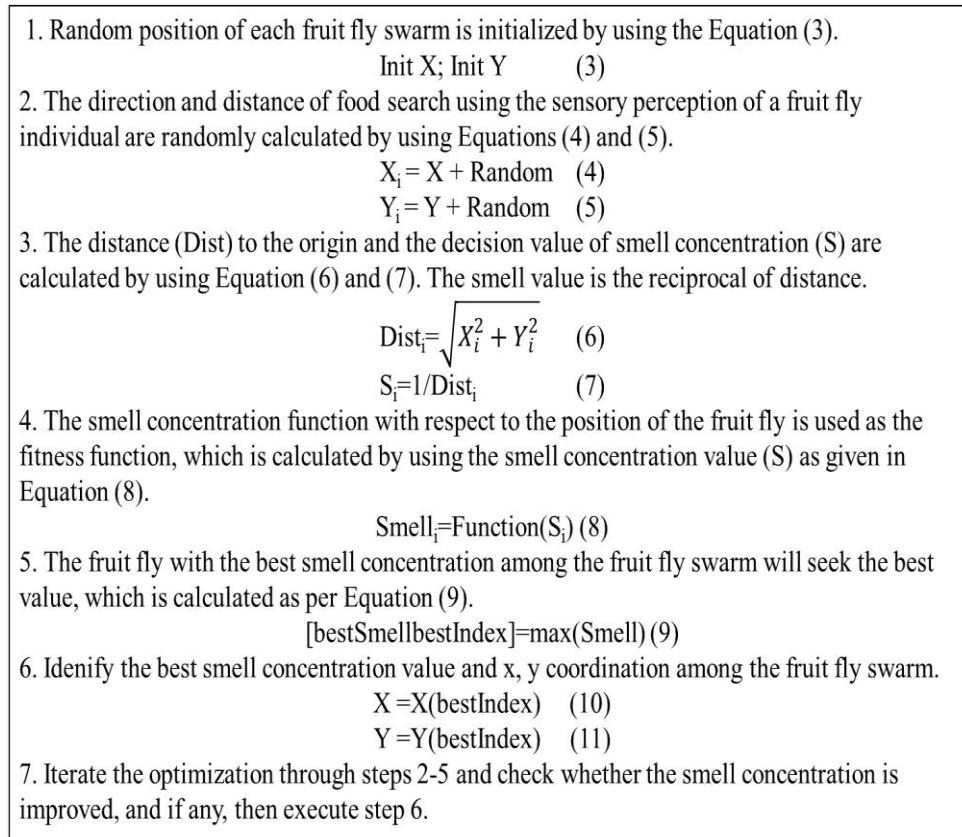 1. Random position of each fruit fly swarm is initialized by using the Equation (3).
Init X; Init Y (3)
2. The direction and distance of food search using the sensory perception of a fruit fly
individual are randomly calculated by using Equations (4) and (5).
Xᵢ = X + Random (4)
Yᵢ = Y + Random (5)
3. The distance (Dist) to the origin and the decision value of smell concentration (S) are
calculated by using Equation (6) and (7). The smell value is the reciprocal of distance.
Distᵢ=√(Xᵢ² + Yᵢ²) (6)
Sᵢ=1/Distᵢ (7)
4. The smell concentration function with respect to the position of the fruit fly is used as the
fitness function, which is calculated by using the smell concentration value (S) as given in
Equation (8).
Smellᵢ=Function(Sᵢ) (8)
5. The fruit fly with the best smell concentration among the fruit fly swarm will seek the best
value, which is calculated as per Equation (9).
[bestSmellbestIndex]=max(Smell) (9)
6. Idenify the best smell concentration value and x, y coordination among the fruit fly swarm.
X =X(bestIndex) (10)
Y =Y(bestIndex) (11)
7. Iterate the optimization through steps 2-5 and check whether the smell concentration is
improved, and if any, then execute step 6.